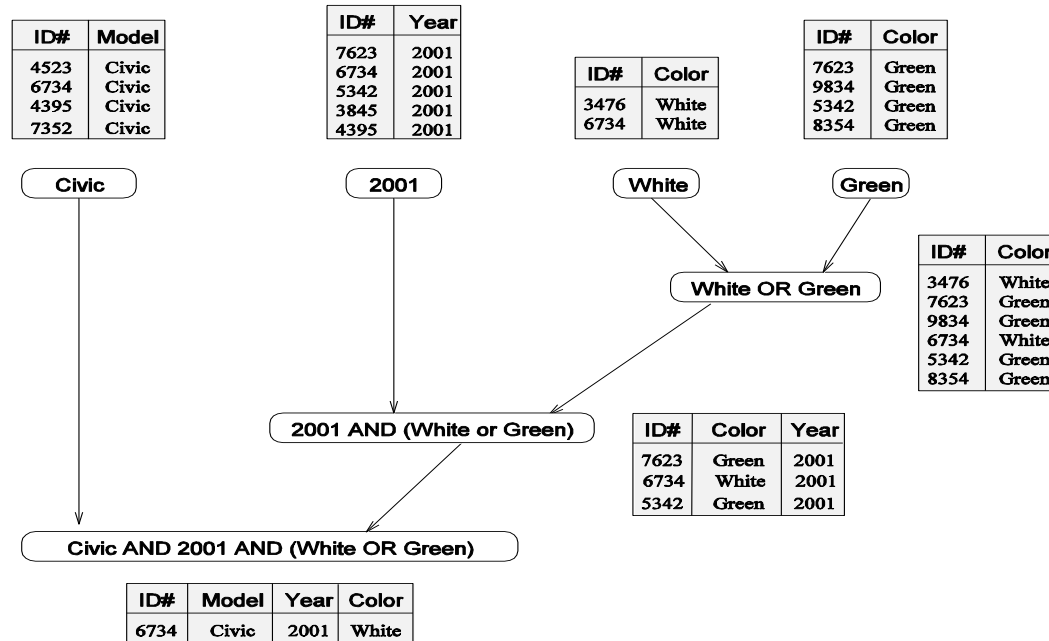 ID# Model
4523 Civic
6734 Civic
4395 Civic
7352 Civic
ID# Year
7623 2001
6734 2001
5342 2001
3845 2001
4395 2001
ID# Color
3476 White
6734 White
ID# Color
7623 Green
9834 Green
5342 Green
8354 Green
Civic
2001
White
Green
White OR Green
ID# Color
3476 White
7623 Green
9834 Green
6734 White
5342 Green
8354 Green
2001 AND (White or Green)
ID# Color Year
7623 Green 2001
6734 White 2001
5342 Green 2001
Civic AND 2001 AND (White OR Green)
ID# Model Year Color
6734 Civic 2001 White